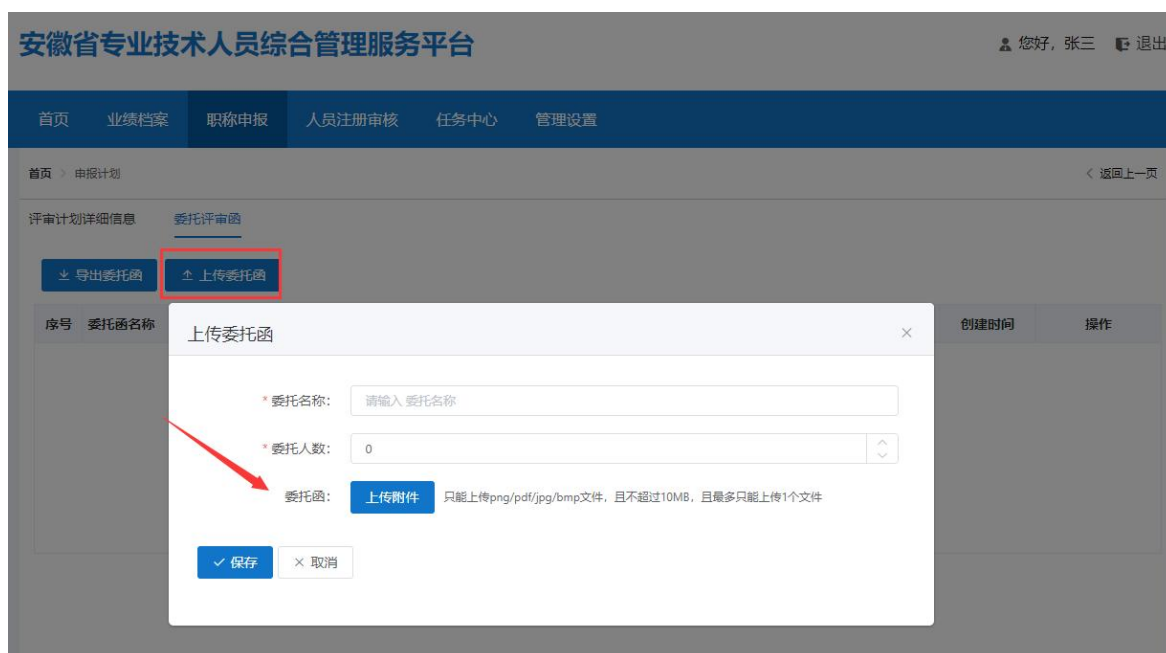 安徽省专业技术人员综合管理服务平台
您好，张三 退出
首页 业绩档案 职称申报 人员注册审核 任务中心 管理设置
首页 > 申报计划 < 返回上一页
评审计划详细信息 委托评审函
导出委托函 上传委托函
序号 委托函名称 创建时间 操作
上传委托函
* 委托名称： 请输入 委托名称
* 委托人数： 0
委托函： 上传附件 只能上传png/pdf/jpg/bmp文件，且不超过10MB，且最多只能上传1个文件
保存 取消